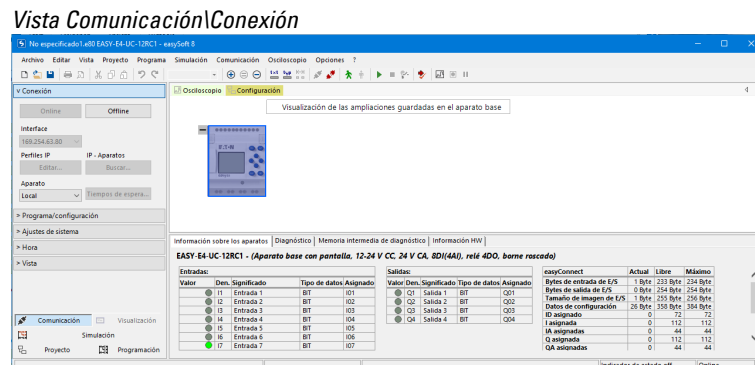 Vista Comunicación\Conexión
No especificado1.e80 EASY-E4-UC-12RC1 - easySoft 8
Archivo Editar Vista Proyecto Programa Simulación Comunicación Osciloscopio Opciones ?
v Conexión
Online Offline
Interface
169.254.63.80
Perfiles IP IP - Aparatos
Editar... Buscar...
Aparato
Local Tiempos de espera...
> Programa/configuración
> Ajustes de sistema
> Hora
> Vista
Comunicación Visualización
Simulación
Proyecto Programación
Osciloscopio Configuración
Visualización de las ampliaciones guardadas en el aparato base
E·T·N
Información sobre los aparatos Diagnóstico Memoria intermedia de diagnóstico Información HW
EASY-E4-UC-12RC1 - (Aparato base con pantalla, 12-24 V CC, 24 V CA, 8DI(4AI), relé 4DO, borne roscado)
Entradas:
Valor Den. Significado Tipo de datos Asignado
I1 Entrada 1 BIT I01
I2 Entrada 2 BIT I02
I3 Entrada 3 BIT I03
I4 Entrada 4 BIT I04
I5 Entrada 5 BIT I05
I6 Entrada 6 BIT I06
I7 Entrada 7 BIT I07
Salidas:
Valor Den. Significado Tipo de datos Asignado
Q1 Salida 1 BIT Q01
Q2 Salida 2 BIT Q02
Q3 Salida 3 BIT Q03
Q4 Salida 4 BIT Q04
easyConnect Actual Libre Máximo
Bytes de entrada de E/S 1 Byte 233 Byte 234 Byte
Bytes de salida de E/S 0 Byte 254 Byte 254 Byte
Tamaño de imagen de E/S 1 Byte 255 Byte 256 Byte
Datos de configuración 26 Byte 358 Byte 384 Byte
ID asignado 0 72 72
I asignada 0 112 112
IA asignadas 0 44 44
Q asignada 0 112 112
QA asignadas 0 44 44
Indicador de estado off Online